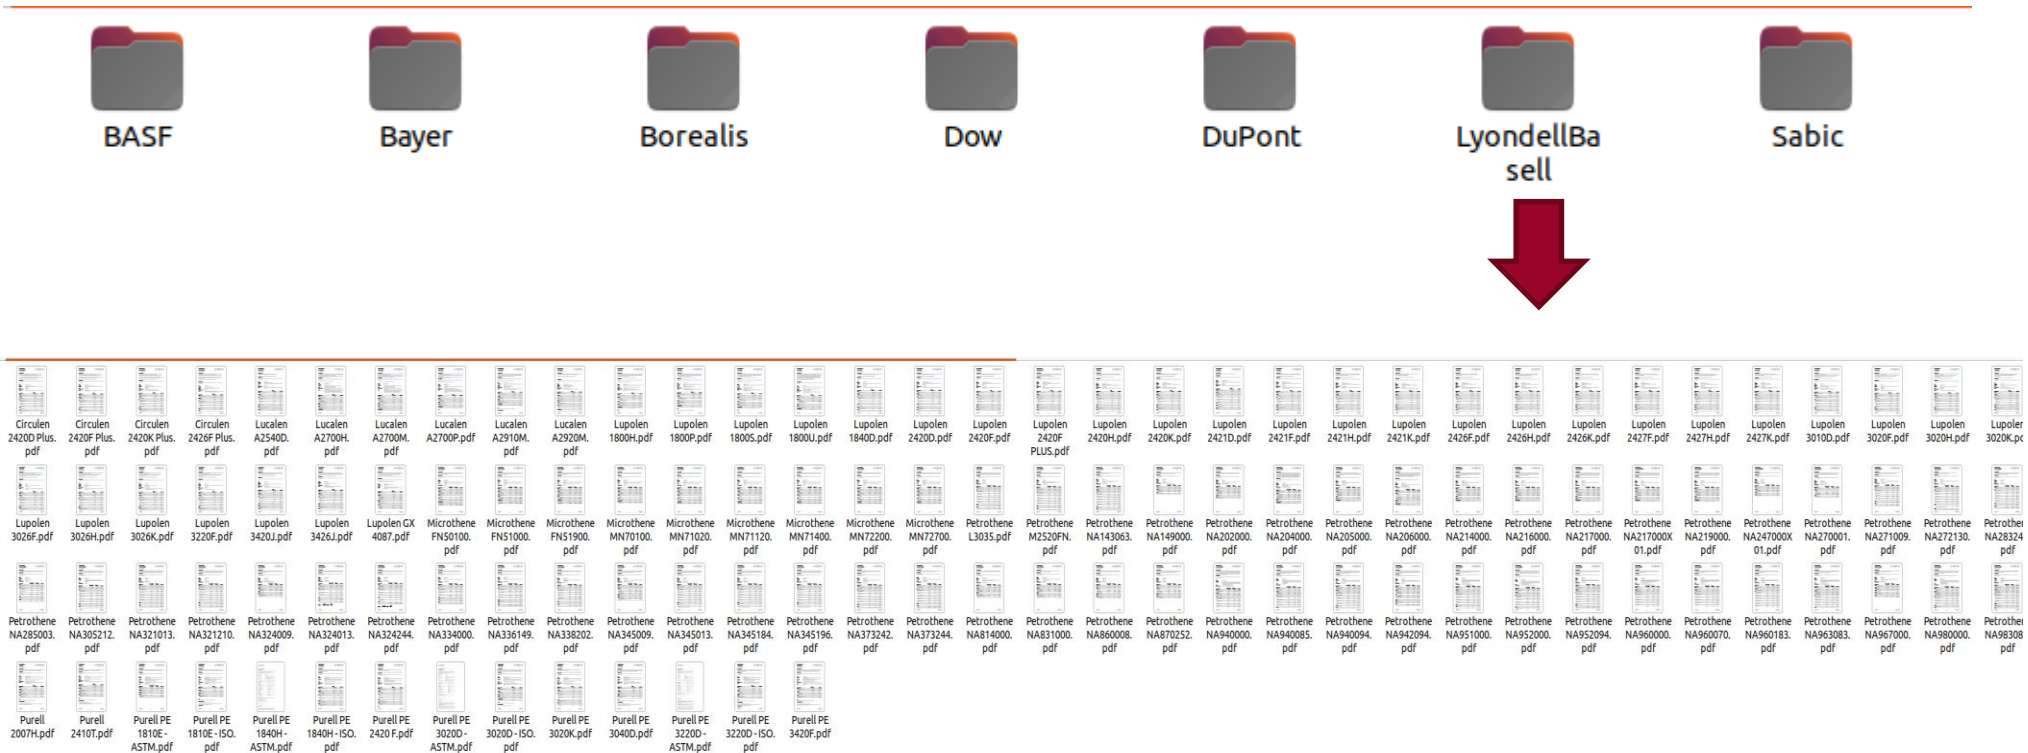 BASF Bayer Borealis Dow DuPont LyondellBa Sabic
sell
Circulen Circulen Circulen Circulen Lucalen Lucalen Lucalen Lucalen Lucalen Lucalen Lupolen Lupolen Lupolen Lupolen Lupolen Lupolen Lupolen Lupolen Lupolen Lupolen Lupolen Lupolen Lupolen Lupolen Lupolen Lupolen Lupolen Lupolen Lupolen Lupolen Lupolen Lupolen Lupolen Lupolen
2420D Plus. 2420F Plus. 2420K Plus. 2426F Plus. A2540D. A2700H. A2700M. A2700P.pdf A2910M. A2920M. 1800H.pdf 1800P.pdf 1800S.pdf 1800U.pdf 1840D.pdf 2420D.pdf 2420F.pdf 2420F 2420H.pdf 2420K.pdf 2421D.pdf 2421F.pdf 2421H.pdf 2421K.pdf 2426F.pdf 2426H.pdf 2426K.pdf 2427F.pdf 2427H.pdf 2427K.pdf 3010D.pdf 3020F.pdf 3020H.pdf 3020K.pd
pdf pdf pdf pdf pdf pdf pdf pdf pdf PLUS.pdf
Lupolen Lupolen Lupolen Lupolen Lupolen Lupolen Lupolen GX Microthene Microthene Microthene Microthene Microthene Microthene Microthene Microthene Microthene Petrothene Petrothene Petrothene Petrothene Petrothene Petrothene Petrothene Petrothene Petrothene Petrothene Petrothene Petrothene Petrothene Petrothene Petrothene Petrothene Petrothene Petrothen
3026F.pdf 3026H.pdf 3026K.pdf 3220F.pdf 3420J.pdf 3426J.pdf 4087.pdf FN50100. FN51000. FN51900. MN70100. MN71020. MN71120. MN71400. MN72200. MN72700. L3035.pdf M2520FN. NA143063. NA149000. NA202000. NA204000. NA205000. NA206000. NA214000. NA216000. NA217000. NA217000X NA219000. NA247000X NA270001. NA271009. NA272130. NA28324
pdf pdf pdf pdf pdf pdf pdf pdf pdf pdf pdf pdf pdf pdf pdf pdf pdf pdf pdf 01.pdf pdf 01.pdf pdf pdf pdf pdf
Petrothene Petrothene Petrothene Petrothene Petrothene Petrothene Petrothene Petrothene Petrothene Petrothene Petrothene Petrothene Petrothene Petrothene Petrothene Petrothene Petrothene Petrothene Petrothene Petrothene Petrothene Petrothene Petrothene Petrothene Petrothene Petrothene Petrothene Petrothene Petrothene Petrothene Petrothene Petrothene Petrothene Petrothen
NA285003. NA305212. NA321013. NA321210. NA324009. NA324013. NA324244. NA334000. NA336149. NA338202. NA345009. NA345013. NA345184. NA345196. NA373242. NA373244. NA814000. NA831000. NA860008. NA870252. NA940000. NA940085. NA940094. NA942094. NA951000. NA952000. NA952094. NA960000. NA960070. NA960183. NA963083. NA967000. NA980000. NA98308
pdf pdf pdf pdf pdf pdf pdf pdf pdf pdf pdf pdf pdf pdf pdf pdf pdf pdf pdf pdf pdf pdf pdf pdf pdf pdf pdf pdf pdf pdf pdf pdf pdf pdf
Purell Purell Purell PE Purell PE Purell PE Purell PE Purell PE Purell PE Purell PE Purell PE Purell PE Purell PE Purell PE Purell PE
2007H.pdf 2410T.pdf 1810E - 1810E - ISO. 1840H - 1840H - ISO. 2420 F.pdf 3020D - 3020D - ISO. 3020K.pdf 3040D.pdf 3220D - 3220D - ISO. 3420F.pdf
ASTM.pdf pdf ASTM.pdf pdf ASTM.pdf pdf ASTM.pdf pdf